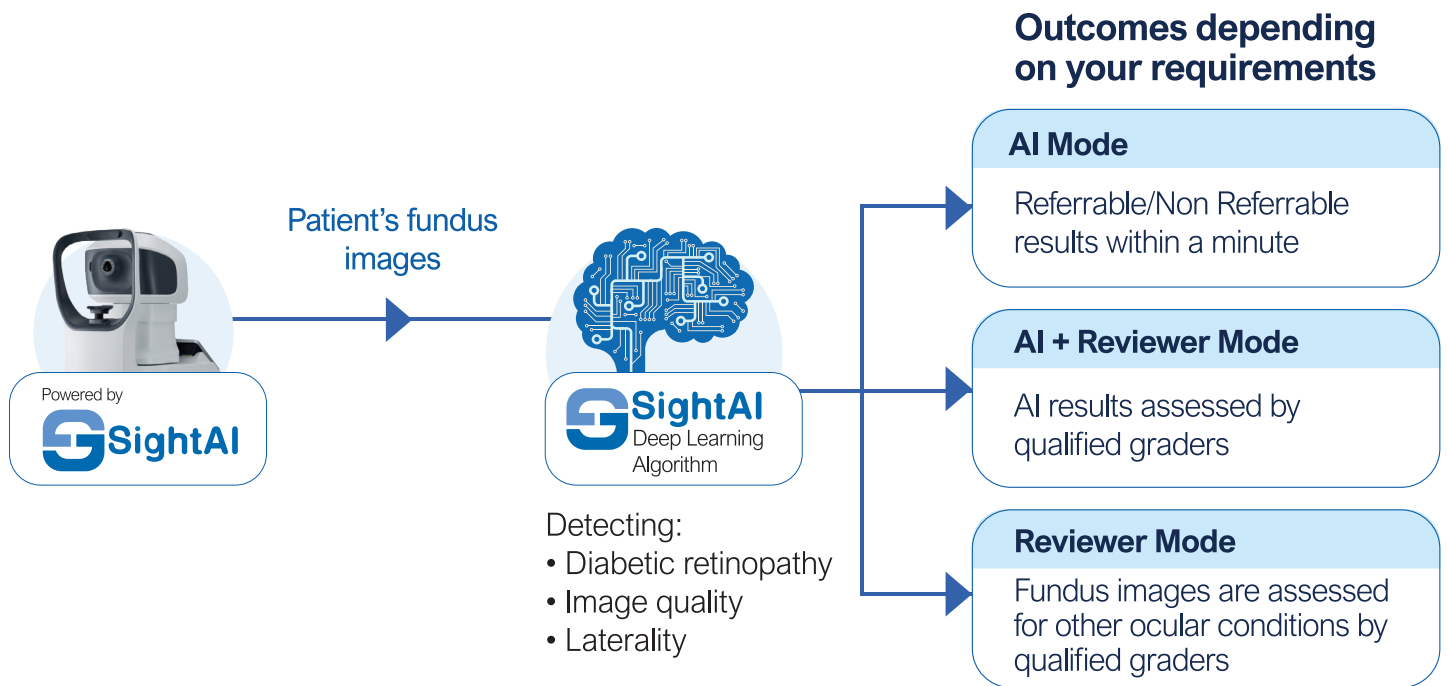 Outcomes depending
on your requirements
Patient's fundus
images
Powered by
SightAI
SightAI
Deep Learning
Algorithm
Detecting:
• Diabetic retinopathy
• Image quality
• Laterality
AI Mode
Referrable/Non Referrable
results within a minute
AI + Reviewer Mode
AI results assessed by
qualified graders
Reviewer Mode
Fundus images are assessed
for other ocular conditions by
qualified graders